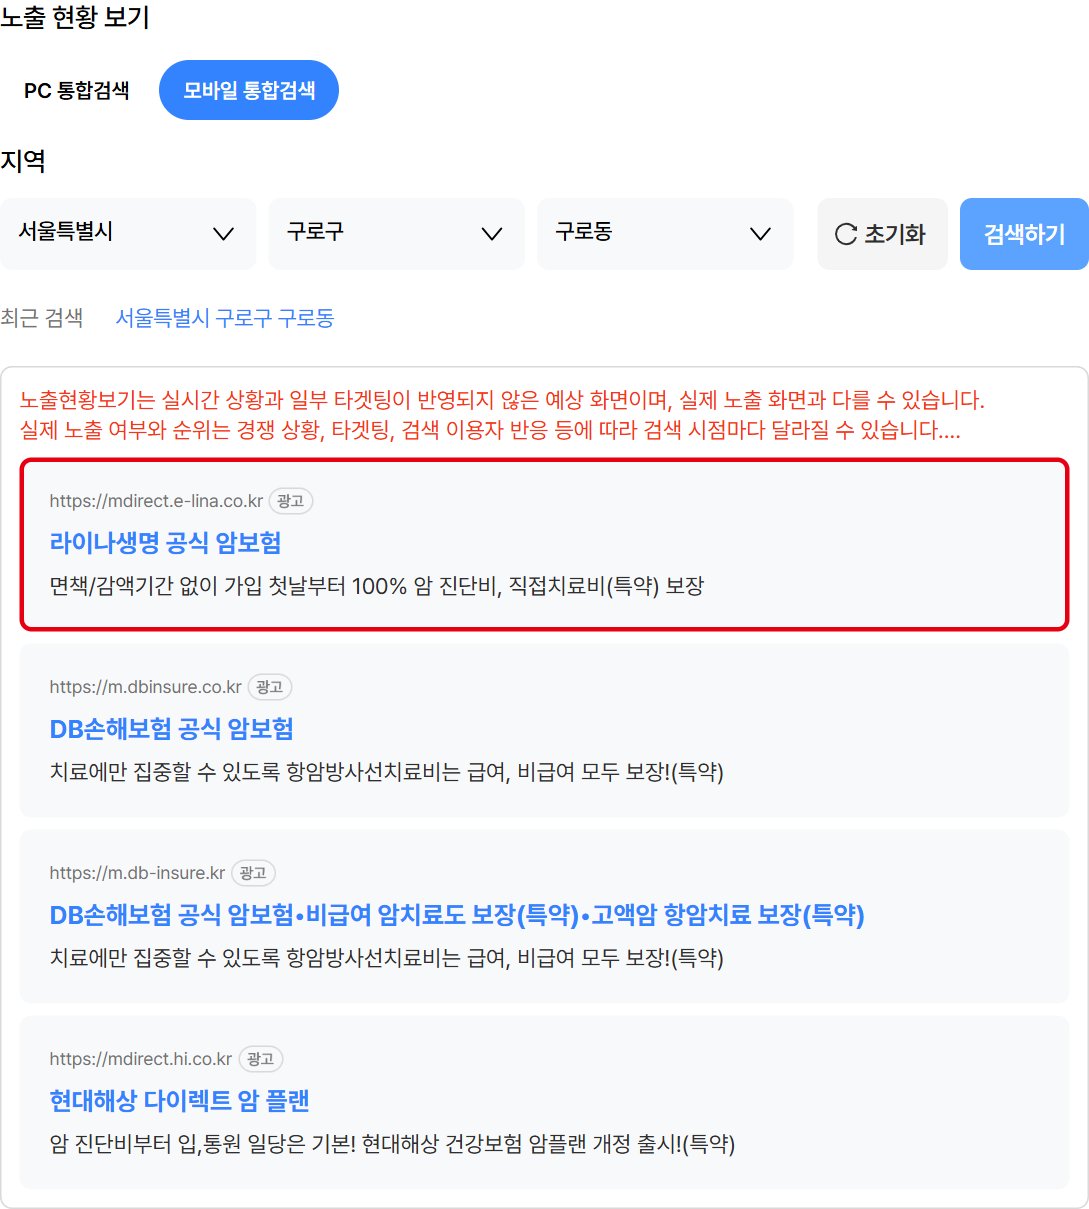 노출 현황 보기
PC 통합검색
모바일 통합검색
지역
서울특별시
구로구
구로동
초기화
검색하기
최근 검색
서울특별시 구로구 구로동
노출현황보기는 실시간 상황과 일부 타겟팅이 반영되지 않은 예상 화면이며, 실제 노출 화면과 다를 수 있습니다.
실제 노출 여부와 순위는 경쟁 상황, 타겟팅, 검색 이용자 반응 등에 따라 검색 시점마다 달라질 수 있습니다....
https://mdirect.e-lina.co.kr 광고
라이나생명 공식 암보험
면책/감액기간 없이 가입 첫날부터 100% 암 진단비, 직접치료비(특약) 보장
https://m.dbinsure.co.kr 광고
DB손해보험 공식 암보험
치료에만 집중할 수 있도록 항암방사선치료비는 급여, 비급여 모두 보장!(특약)
https://m.db-insure.kr 광고
DB손해보험 공식 암보험•비급여 암치료도 보장(특약)•고액암 항암치료 보장(특약)
치료에만 집중할 수 있도록 항암방사선치료비는 급여, 비급여 모두 보장!(특약)
https://mdirect.hi.co.kr 광고
현대해상 다이렉트 암 플랜
암 진단비부터 입,통원 일당은 기본! 현대해상 건강보험 암플랜 개정 출시!(특약)